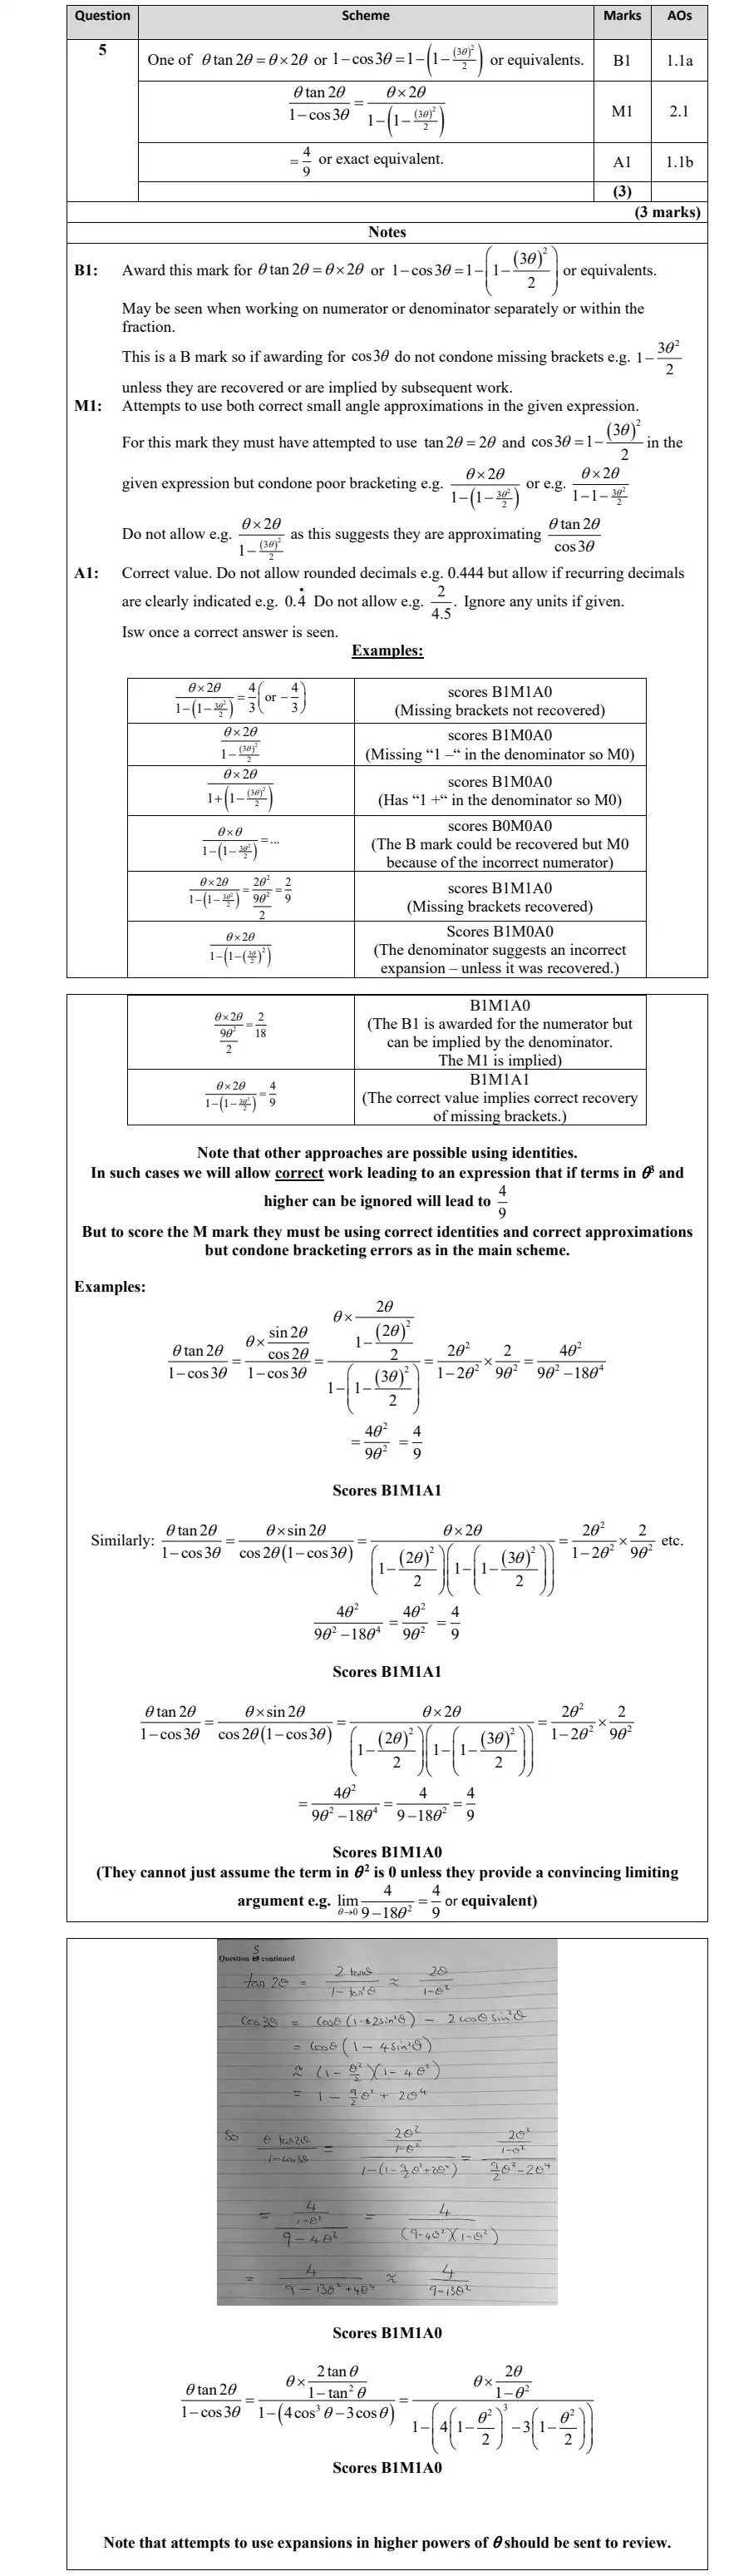 Question Scheme Marks AOs
5 One of θ tan 2θ = θ × 2θ or 1 − cos 3θ = 1 − (1 − (3θ)²/2) or equivalents. B1 1.1a
θ tan 2θ / (1 − cos 3θ) = θ × 2θ / (1 − (1 − (3θ)²/2)) M1 2.1
= 4/9 or exact equivalent. A1 1.1b
(3)
(3 marks)
Notes
B1: Award this mark for θ tan 2θ = θ × 2θ or 1 − cos 3θ = 1 − (1 − (3θ)²/2) or equivalents.
May be seen when working on numerator or denominator separately or within the
fraction.
This is a B mark so if awarding for cos 3θ do not condone missing brackets e.g. 1 − 3θ²/2
unless they are recovered or are implied by subsequent work.
M1: Attempts to use both correct small angle approximations in the given expression.
For this mark they must have attempted to use tan 2θ = 2θ and cos 3θ = 1 − (3θ)²/2 in the
given expression but condone poor bracketing e.g. θ × 2θ / (1 − (1 − 3θ²/2)) or e.g. θ × 2θ / (1 − 1 − 3θ²/2)
Do not allow e.g. θ × 2θ / (1 − (3θ)²/2) as this suggests they are approximating θ tan 2θ / cos 3θ
A1: Correct value. Do not allow rounded decimals e.g. 0.444 but allow if recurring decimals
are clearly indicated e.g. 0.4̇ Do not allow e.g. 2/4.5. Ignore any units if given.
Isw once a correct answer is seen.
Examples:
θ × 2θ / (1 − (1 − 3θ²/2)) = 4/3 (or − 4/3) scores B1M1A0
(Missing brackets not recovered)
θ × 2θ / (1 − (3θ)²/2) scores B1M0A0
(Missing “1 –“ in the denominator so M0)
θ × 2θ / (1 + (1 − (3θ)²/2)) scores B1M0A0
(Has “1 +“ in the denominator so M0)
θ × θ / (1 − (1 − 3θ²/2)) = ... scores B0M0A0
(The B mark could be recovered but M0
because of the incorrect numerator)
θ × 2θ / (1 − (1 − 3θ²/2)) = 2θ² / (9θ²/2) = 2/9 scores B1M1A0
(Missing brackets recovered)
θ × 2θ / (1 − (1 − (3θ/2)²)) Scores B1M0A0
(The denominator suggests an incorrect
expansion – unless it was recovered.)
θ × 2θ / (9θ²/2) = 2/18 B1M1A0
(The B1 is awarded for the numerator but
can be implied by the denominator.
The M1 is implied)
θ × 2θ / (1 − (1 − 3θ²/2)) = 4/9 B1M1A1
(The correct value implies correct recovery
of missing brackets.)
Note that other approaches are possible using identities.
In such cases we will allow correct work leading to an expression that if terms in θ³ and
higher can be ignored will lead to 4/9
But to score the M mark they must be using correct identities and correct approximations
but condone bracketing errors as in the main scheme.
Examples:
θ tan 2θ / (1 − cos 3θ) = (θ × sin 2θ / cos 2θ) / (1 − cos 3θ) = (θ × 2θ / (1 − (2θ)²/2)) / (1 − (1 − (3θ)²/2)) = 2θ² / (1 − 2θ²) × 2 / 9θ² = 4θ² / (9θ² − 18θ⁴)
= 4θ² / 9θ² = 4/9
Scores B1M1A1
Similarly: θ tan 2θ / (1 − cos 3θ) = θ × sin 2θ / (cos 2θ (1 − cos 3θ)) = θ × 2θ / ((1 − (2θ)²/2)(1 − (1 − (3θ)²/2))) = 2θ² / (1 − 2θ²) × 2 / 9θ² etc.
4θ² / (9θ² − 18θ⁴) = 4θ² / 9θ² = 4/9
Scores B1M1A1
θ tan 2θ / (1 − cos 3θ) = θ × sin 2θ / (cos 2θ (1 − cos 3θ)) = θ × 2θ / ((1 − (2θ)²/2)(1 − (1 − (3θ)²/2))) = 2θ² / (1 − 2θ²) × 2 / 9θ²
= 4θ² / (9θ² − 18θ⁴) = 4 / (9 − 18θ²) = 4/9
Scores B1M1A0
(They cannot just assume the term in θ² is 0 unless they provide a convincing limiting
argument e.g. lim θ→0 4 / (9 − 18θ²) = 4/9 or equivalent)
Question 5 continued
tan 2θ = 2 tanθ / (1 − tan²θ) ≈ 2θ / (1 − θ²)
cos 3θ = cosθ (1 − 2sin²θ) − 2 cosθ sin²θ
= cosθ (1 − 4sin²θ)
≈ (1 − θ²/2)(1 − 4θ²)
= 1 − 9/2 θ² + 2θ⁴
So θ tan2θ / (1 − cos3θ) = (2θ² / (1 − θ²)) / (1 − (1 − 9/2 θ² + 2θ⁴)) = (2θ² / (1 − θ²)) / (9/2 θ² − 2θ⁴)
= (4 / (1 − θ²)) / (9 − 4θ²) = 4 / ((9 − 4θ²)(1 − θ²))
= 4 / (9 − 13θ² + 4θ⁴) ≈ 4 / (9 − 13θ²)
Scores B1M1A0
θ tan 2θ / (1 − cos 3θ) = (θ × 2 tan θ / (1 − tan² θ)) / (1 − (4 cos³ θ − 3 cos θ)) = (θ × 2θ / (1 − θ²)) / (1 − (4(1 − θ²/2)³ − 3(1 − θ²/2)))
Scores B1M1A0
Note that attempts to use expansions in higher powers of θ should be sent to review.